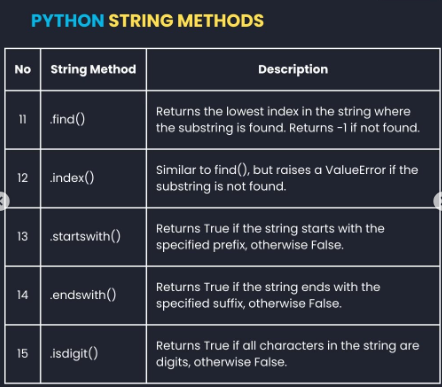 PYTHON STRING METHODS
No String Method Description
11 .find() Returns the lowest index in the string where
the substring is found. Returns -1 if not found.
12 .index() Similar to find(), but raises a ValueError if the
substring is not found.
13 .startswith() Returns True if the string starts with the
specified prefix, otherwise False.
14 .endswith() Returns True if the string ends with the
specified suffix, otherwise False.
15 .isdigit() Returns True if all characters in the string are
digits, otherwise False.